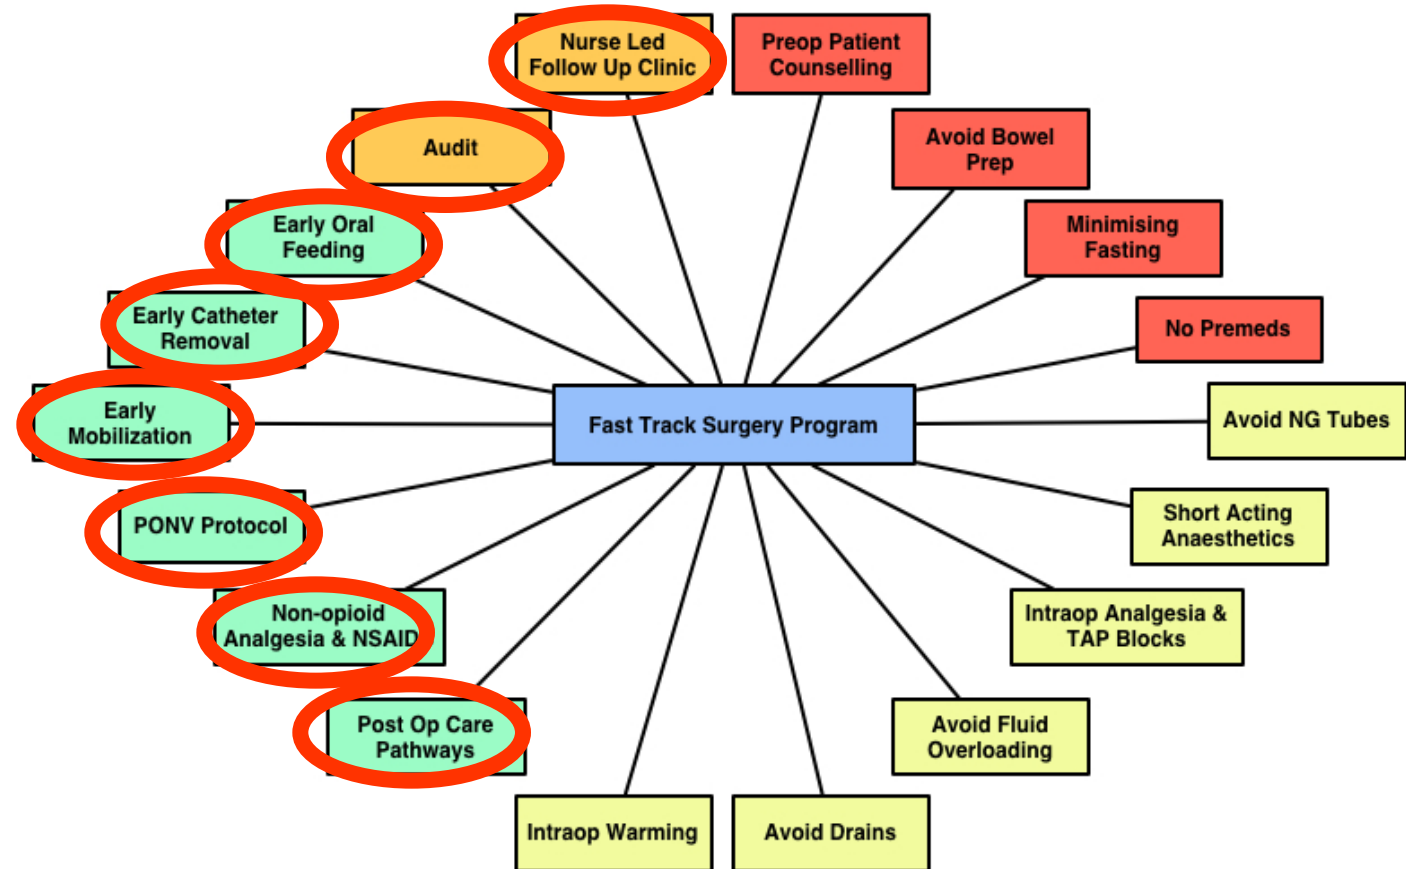 Nurse Led
Follow Up Clinic
Preop Patient
Counselling
Audit
Avoid Bowel
Prep
Early Oral
Feeding
Minimising
Fasting
Early Catheter
Removal
No Premeds
Early
Mobilization
Fast Track Surgery Program
Avoid NG Tubes
PONV Protocol
Short Acting
Anaesthetics
Non-opioid
Analgesia & NSAID
Intraop Analgesia &
TAP Blocks
Post Op Care
Pathways
Avoid Fluid
Overloading
Intraop Warming
Avoid Drains